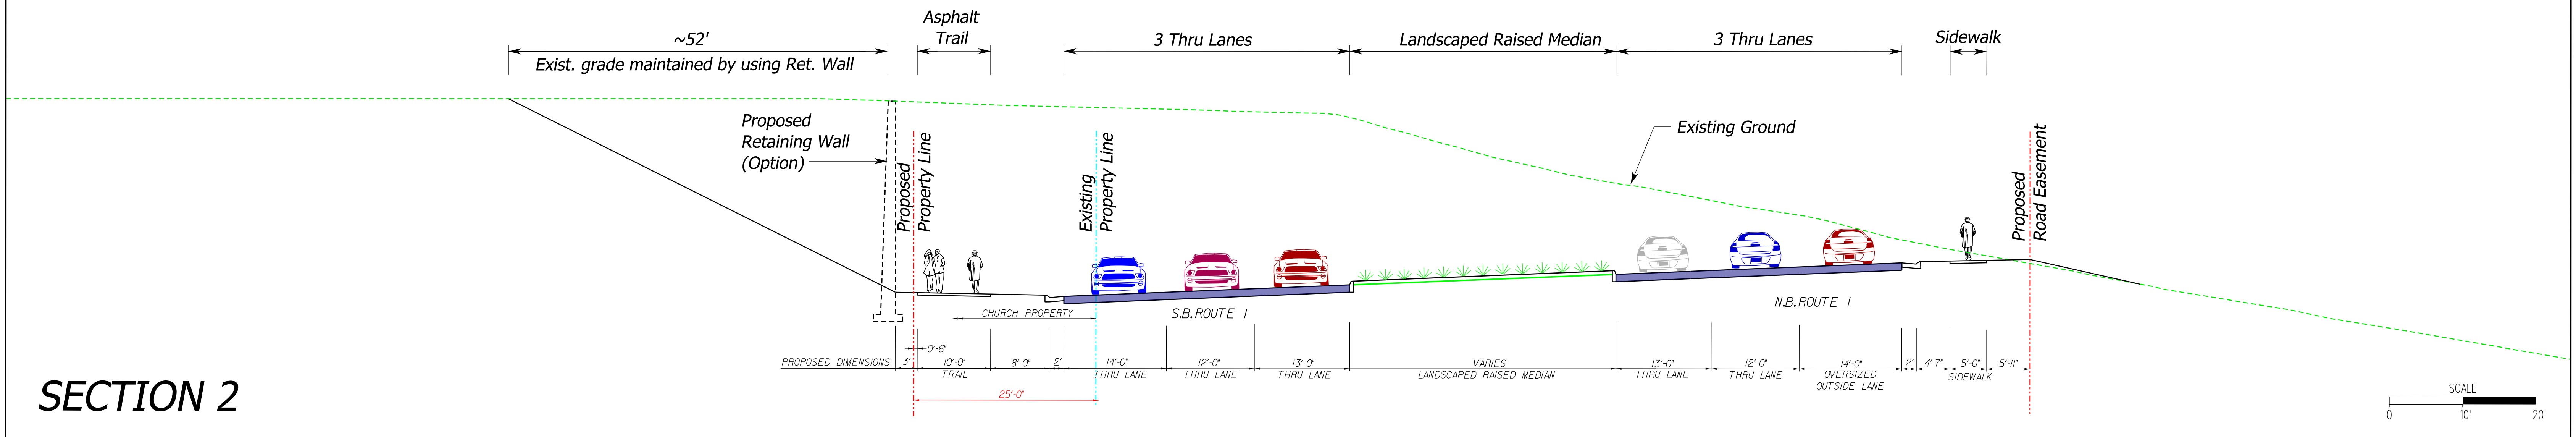 Asphalt
Trail
~52'
Exist. grade maintained by using Ret. Wall
3 Thru Lanes
Landscaped Raised Median
3 Thru Lanes
Sidewalk
Proposed
Retaining Wall
(Option)
Proposed
Property Line
Existing
Property Line
Existing Ground
Proposed
Road Easement
CHURCH PROPERTY
S.B. ROUTE 1
N.B. ROUTE 1
PROPOSED DIMENSIONS
3'
0'-6"
10'-0"
TRAIL
8'-0"
2'
14'-0"
THRU LANE
12'-0"
THRU LANE
13'-0"
THRU LANE
VARIES
LANDSCAPED RAISED MEDIAN
13'-0"
THRU LANE
12'-0"
THRU LANE
14'-0"
OVERSIZED
OUTSIDE LANE
2'
4'-7"
5'-0"
SIDEWALK
5'-11"
25'-0"
SECTION 2
SCALE
0 10' 20'